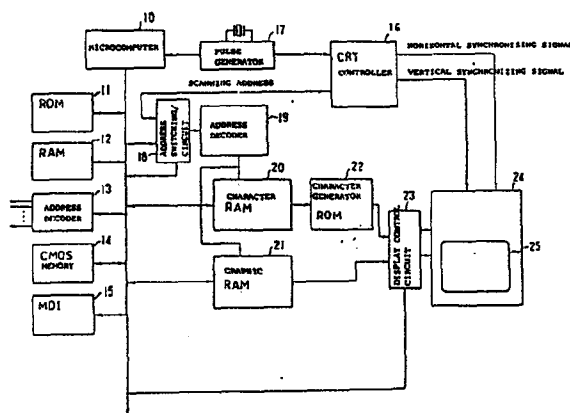 10
MICROCOMPUTER
17
PULSE
GENERATOR
16
CRT
CONTROLLER
HORIZONTAL SYNCHRONISING SIGNAL
VERTICAL SYNCHRONISING SIGNAL
SCANNING ADDRESS
11
ROM
12
RAM
13
ADDRESS
DECODER
14
CMOS
MEMORY
15
MDI
18
ADDRESS
SWITCHING/
CIRCUIT
19
ADDRESS
DECODER
20
CHARACTER
RAM
22
CHARACTER
GENERATOR
ROM
21
GRAPHIC
RAM
23
DISPLAY CONTROL
CIRCUIT
24
25